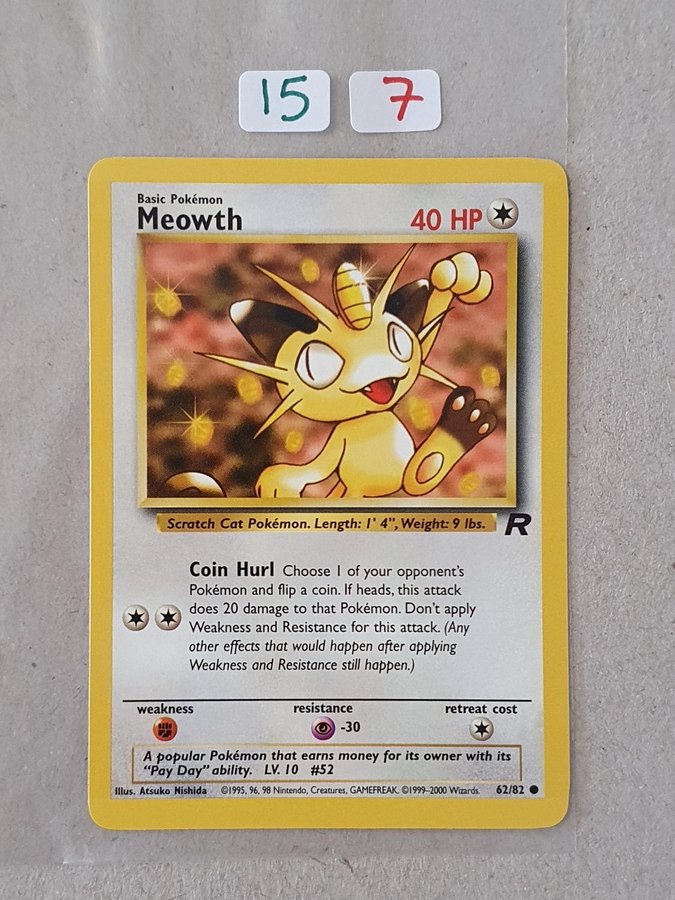 15 7
Basic Pokémon
Meowth 40 HP
Scratch Cat Pokémon. Length: 1' 4", Weight: 9 lbs.
R
Coin Hurl Choose 1 of your opponent's
Pokémon and flip a coin. If heads, this attack
does 20 damage to that Pokémon. Don't apply
Weakness and Resistance for this attack. (Any
other effects that would happen after applying
Weakness and Resistance still happen.)
weakness resistance retreat cost
-30
A popular Pokémon that earns money for its owner with its
"Pay Day" ability. LV. 10 #52
Illus. Atsuko Nishida ©1995, 96, 98 Nintendo, Creatures, GAMEFREAK. ©1999-2000 Wizards. 62/82